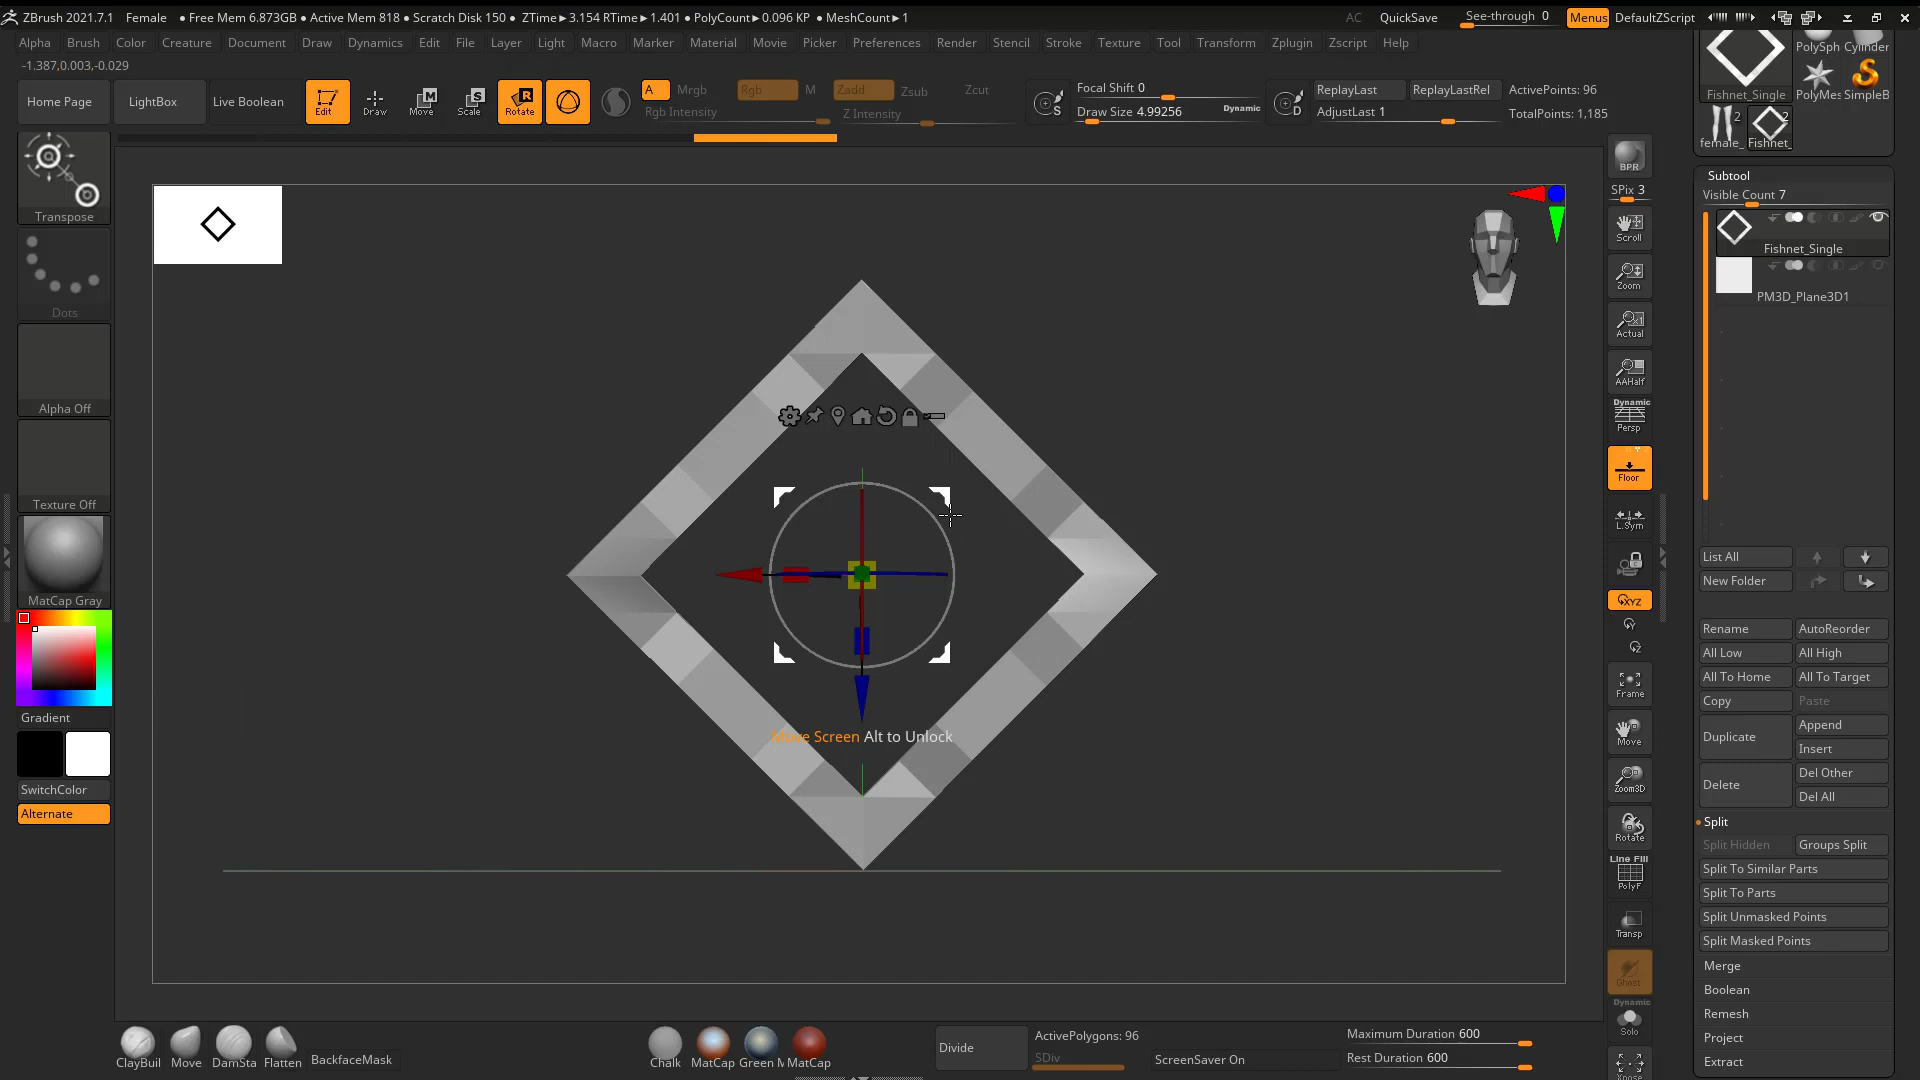 ZBrush 2021.7.1 Female ● Free Mem 6.873GB ● Active Mem 818 ● Scratch Disk 150 ● ZTime►3.154 RTime►1.401 ● PolyCount►0.096 KP ● MeshCount►1
AC QuickSave See-through 0 Menus DefaultZScript
Alpha Brush Color Creature Document Draw Dynamics Edit File Layer Light Macro Marker Material Movie Picker Preferences Render Stencil Stroke Texture Tool Transform Zplugin Zscript Help
-1.387,0.003,-0.029
Home Page LightBox Live Boolean Edit Draw Move Scale Rotate
A Mrgb Rgb M Zadd Zsub Zcut
Rgb Intensity Z Intensity
Focal Shift 0
Draw Size 4.99256 Dynamic
S D
ReplayLast ReplayLastRel ActivePoints: 96
AdjustLast 1 TotalPoints: 1,185
Transpose
Dots
Alpha Off
Texture Off
MatCap Gray
Gradient
SwitchColor
Alternate
Move Screen Alt to Unlock
BPR
SPix 3
Scroll
Zoom
Actual
AAHalf
Dynamic
Persp
Floor
L.Sym
XYZ
Y
Z
Frame
Move
Zoom3D
Rotate
Line Fill
PolyF
Transp
Ghost
Dynamic
Solo
Xpose
PolySph Cylinder
Fishnet_Single PolyMes SimpleB
2 2
female_ Fishnet_
Subtool
Visible Count 7
Fishnet_Single
PM3D_Plane3D1
List All
New Folder
Rename AutoReorder
All Low All High
All To Home All To Target
Copy Paste
Duplicate Append
Insert
Delete Del Other
Del All
Split
Split Hidden Groups Split
Split To Similar Parts
Split To Parts
Split Unmasked Points
Split Masked Points
Merge
Boolean
Remesh
Project
Extract
ClayBuil Move DamSta Flatten BackfaceMask
Chalk MatCap Green M MatCap
Divide ActivePolygons: 96
SDiv ScreenSaver On
Maximum Duration 600
Rest Duration 600